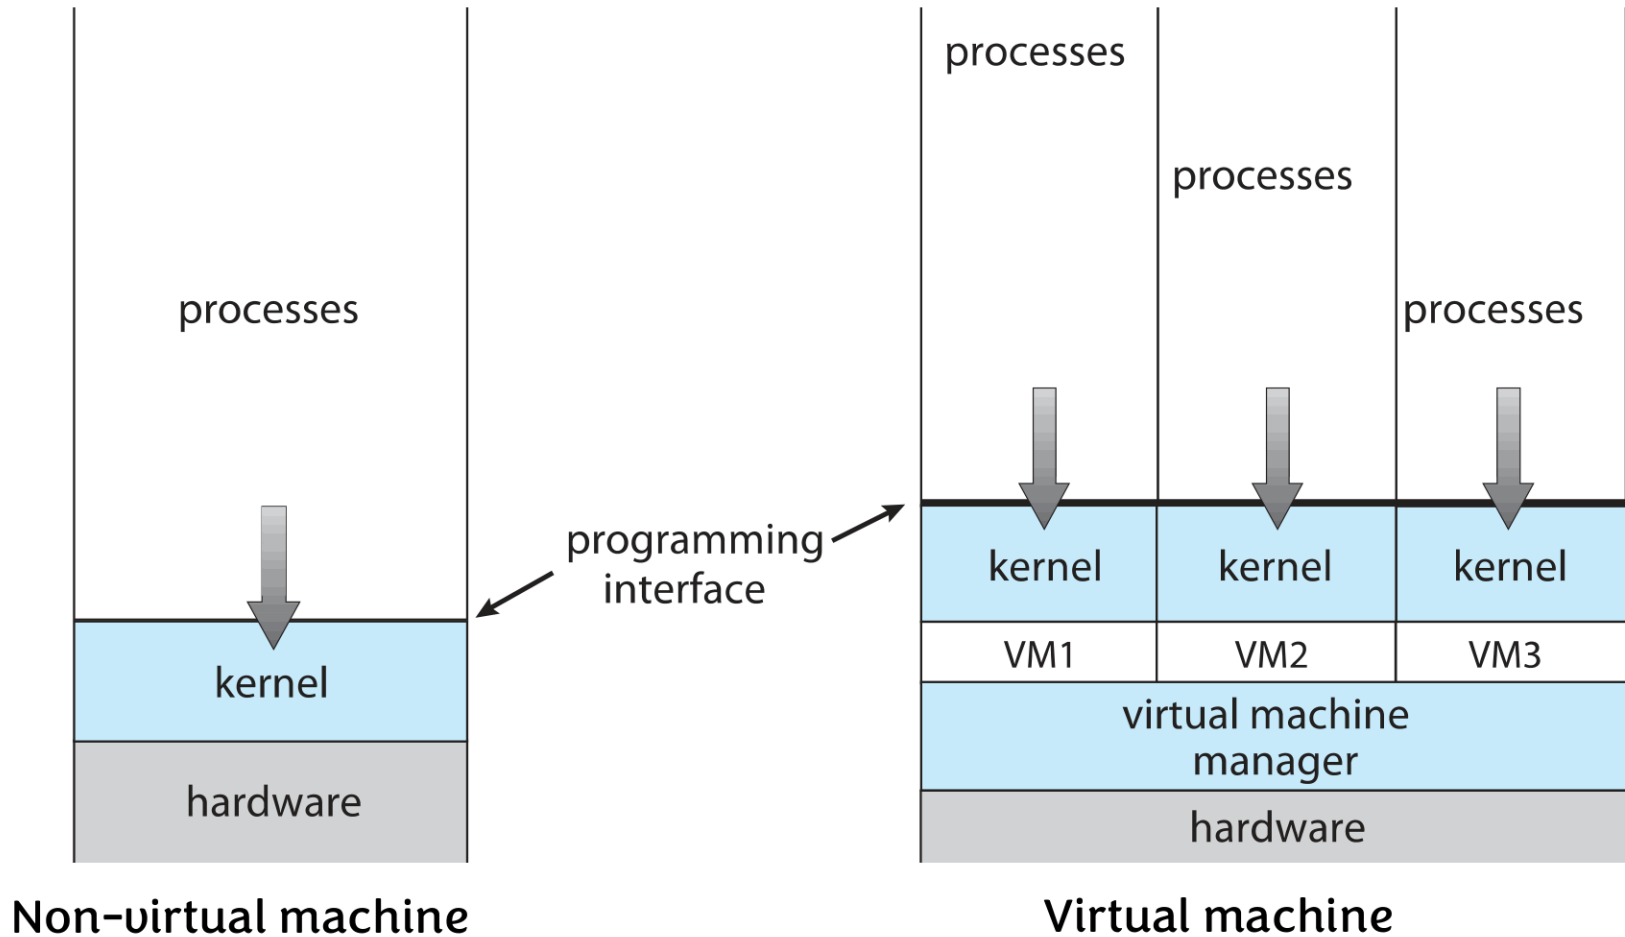 processes
kernel
hardware
Non-virtual machine
programming
interface
processes
processes
processes
kernel
kernel
kernel
VM1
VM2
VM3
virtual machine
manager
hardware
Virtual machine